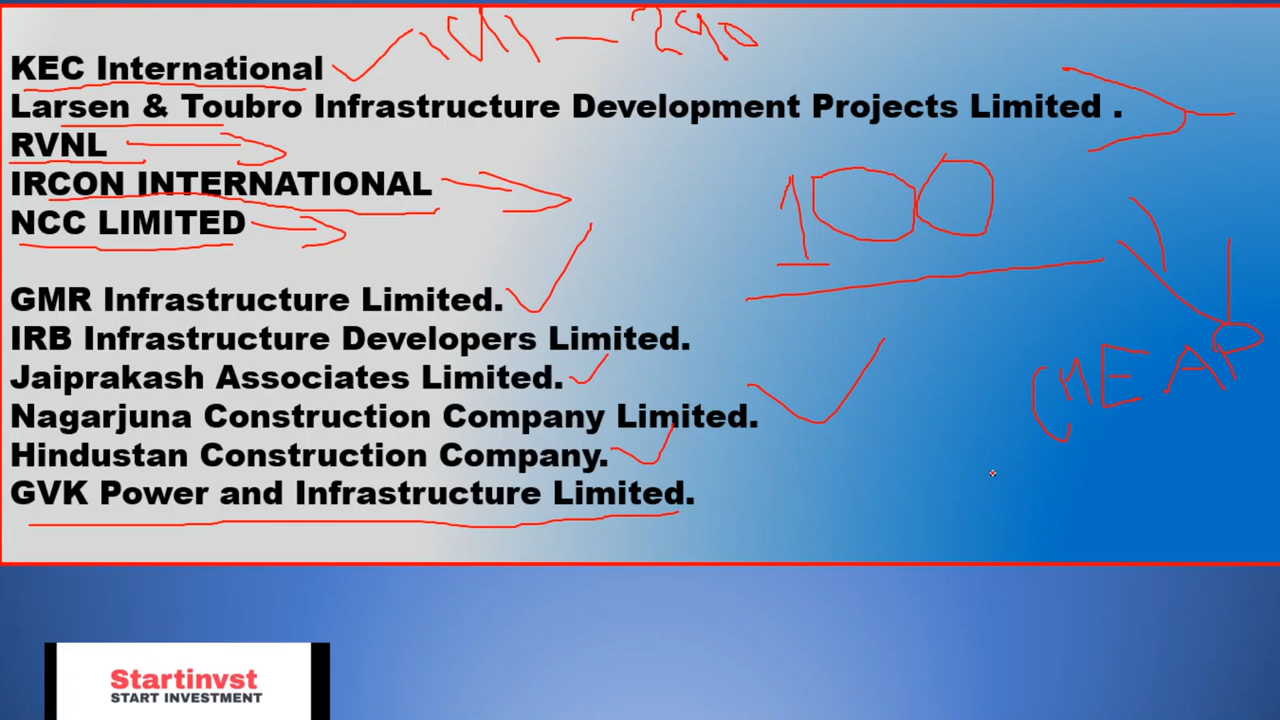 KEC International
Larsen & Toubro Infrastructure Development Projects Limited .
RVNL
IRCON INTERNATIONAL
NCC LIMITED
100
GMR Infrastructure Limited.
IRB Infrastructure Developers Limited.
Jaiprakash Associates Limited.
CHEAP
Nagarjuna Construction Company Limited.
Hindustan Construction Company.
GVK Power and Infrastructure Limited.
Startinvst
START INVESTMENT